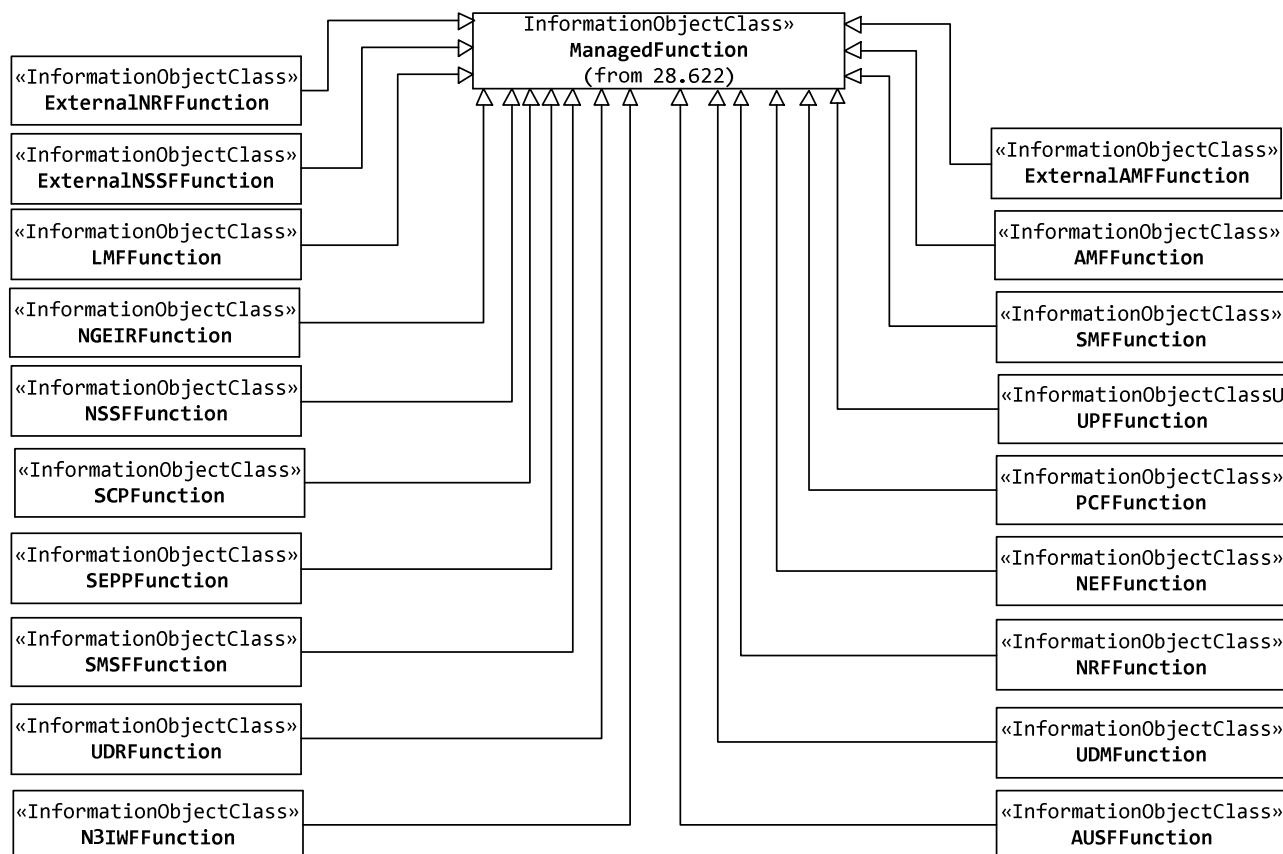 InformationObjectClass»
ManagedFunction
(from 28.622)
«InformationObjectClass»
ExternalNRFFunction
«InformationObjectClass»
ExternalNSSFFunction
«InformationObjectClass»
LMFFunction
«InformationObjectClass»
NGEIRFunction
«InformationObjectClass»
NSSFFunction
«InformationObjectClass»
SCPFunction
«InformationObjectClass»
SEPPFunction
«InformationObjectClass»
SMSFFunction
«InformationObjectClass»
UDRFunction
«InformationObjectClass»
N3IWFFunction
«InformationObjectClass»
ExternalAMFFunction
«InformationObjectClass»
AMFFunction
«InformationObjectClass»
SMFFunction
«InformationObjectClassU
UPFFunction
«InformationObjectClass»
PCFFunction
«InformationObjectClass»
NEFFunction
«InformationObjectClass»
NRFFunction
«InformationObjectClass»
UDMFunction
«InformationObjectClass»
AUSFFunction